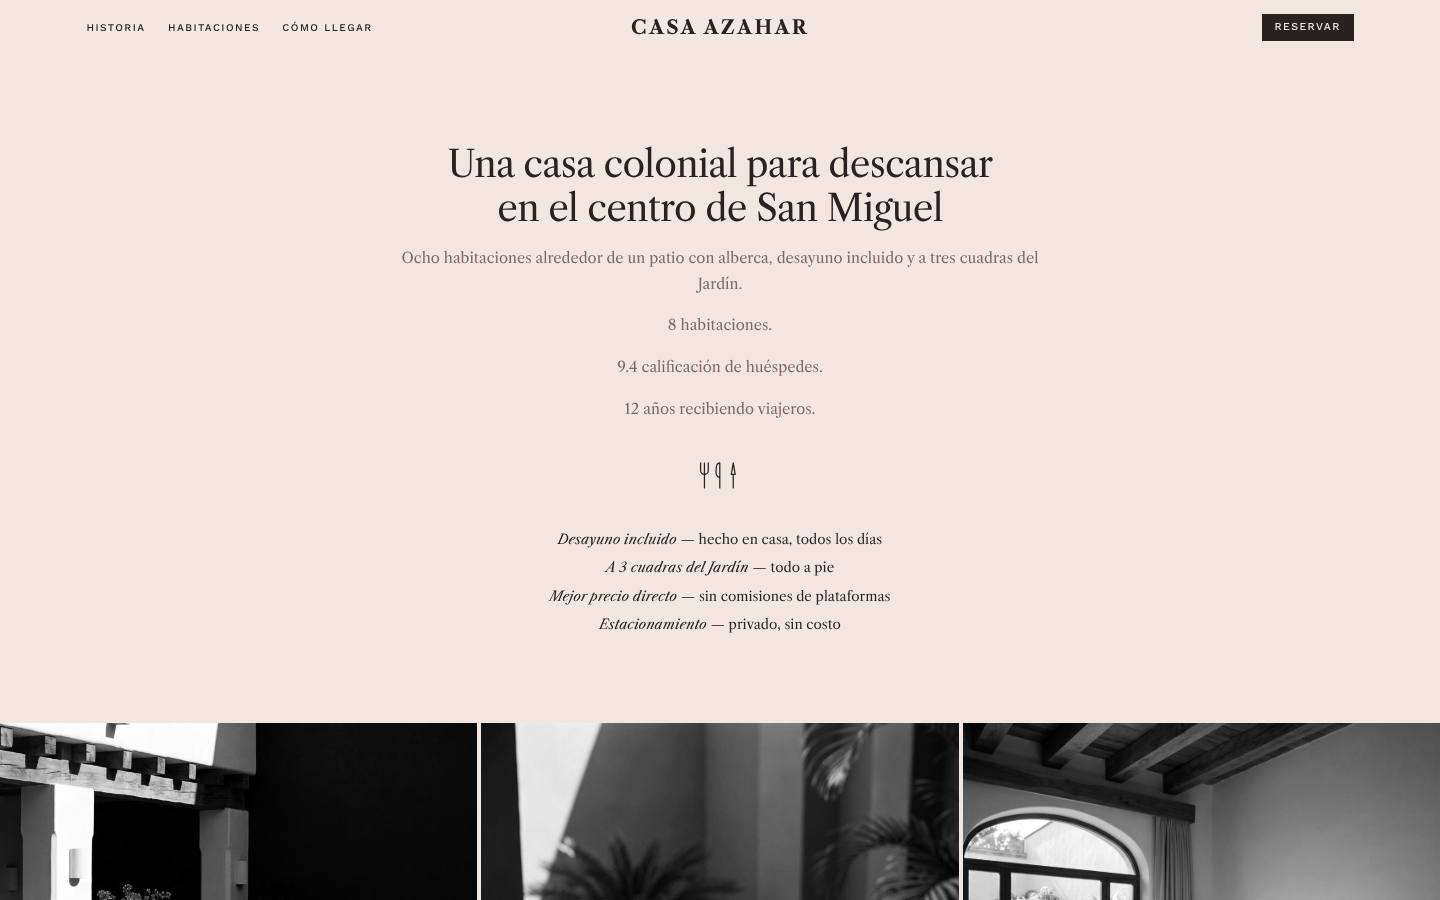 HISTORIA HABITACIONES CÓMO LLEGAR CASA AZAHAR RESERVAR
Una casa colonial para descansar
en el centro de San Miguel
Ocho habitaciones alrededor de un patio con alberca, desayuno incluido y a tres cuadras del
Jardín.
8 habitaciones.
9.4 calificación de huéspedes.
12 años recibiendo viajeros.
Desayuno incluido — hecho en casa, todos los días
A 3 cuadras del Jardín — todo a pie
Mejor precio directo — sin comisiones de plataformas
Estacionamiento — privado, sin costo